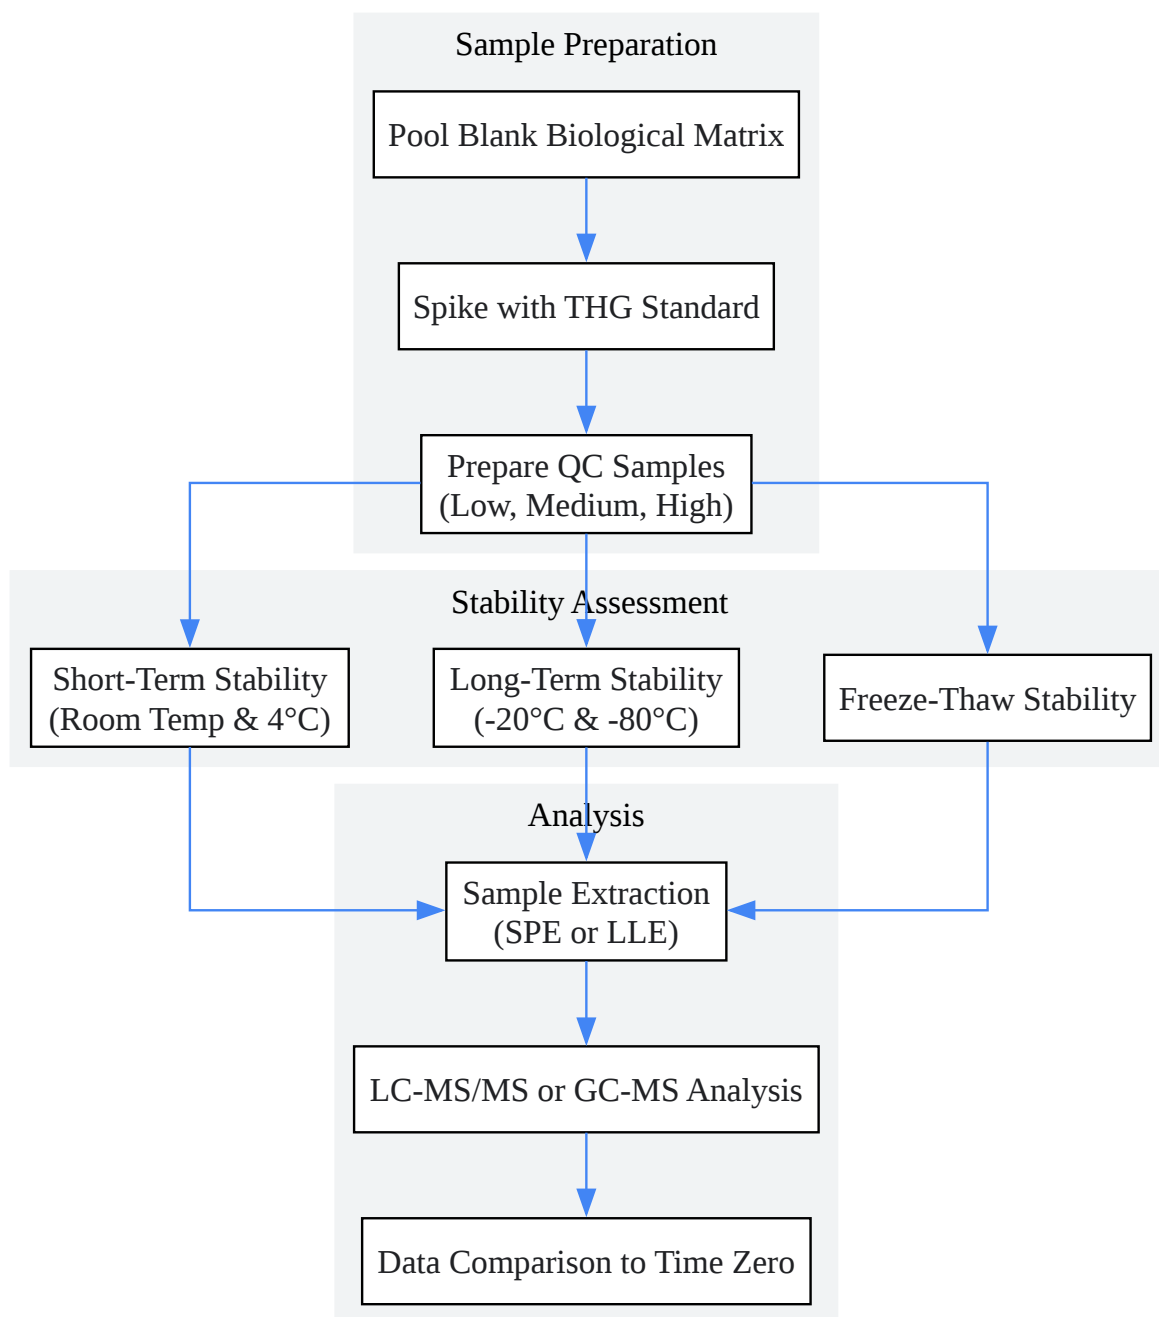 Sample Preparation
Pool Blank Biological Matrix
Spike with THG Standard
Prepare QC Samples
(Low, Medium, High)
Stability Assessment
Short-Term Stability
(Room Temp & 4°C)
Long-Term Stability
(-20°C & -80°C)
Freeze-Thaw Stability
Analysis
Sample Extraction
(SPE or LLE)
LC-MS/MS or GC-MS Analysis
Data Comparison to Time Zero